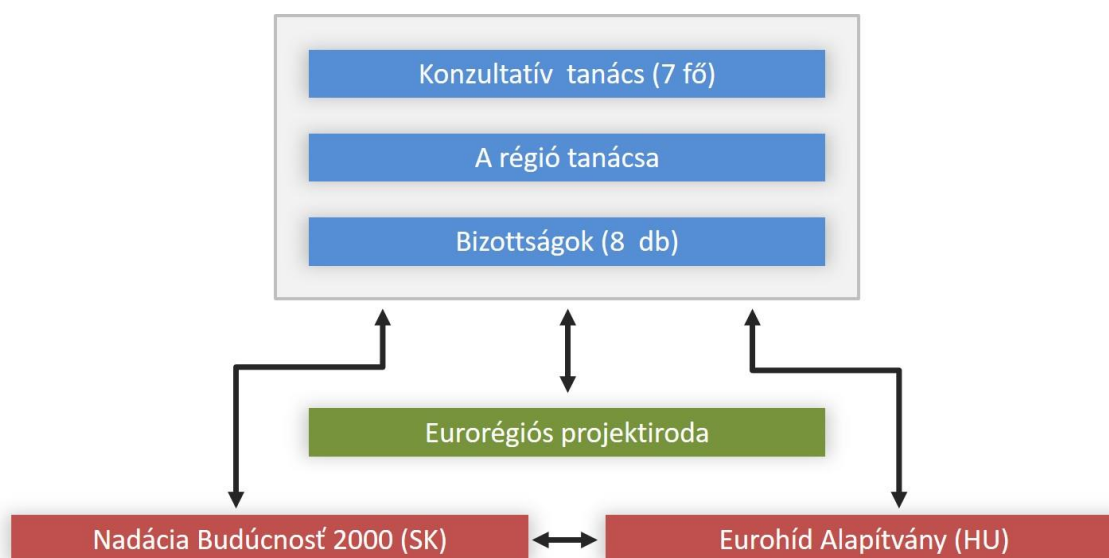 Konzultatív tanács (7 fő)
A régió tanácsa
Bizottságok (8 db)
Eurorégiós projektiroda
Nadácia Budúcnosť 2000 (SK)
Eurohíd Alapítvány (HU)